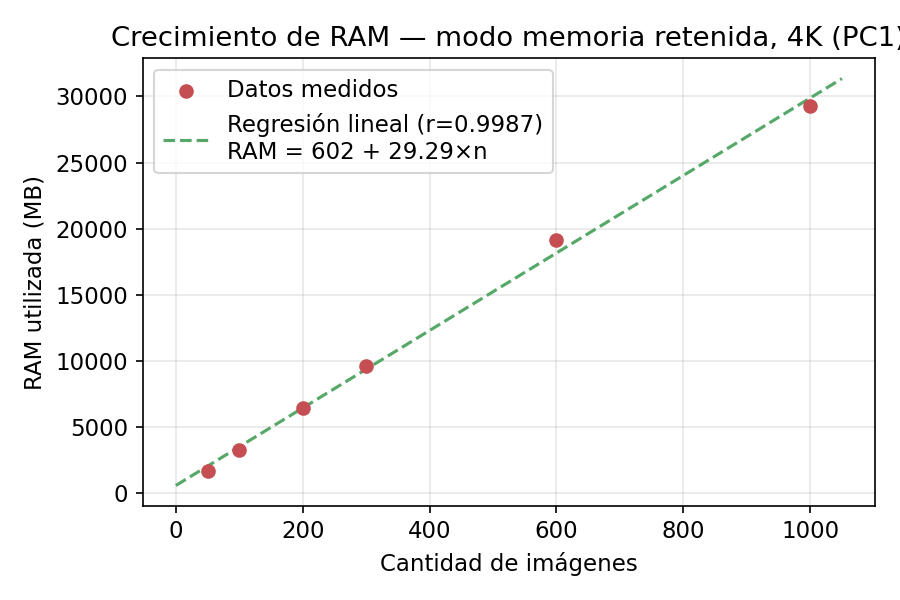 Crecimiento de RAM — modo memoria retenida, 4K (PC1)
Datos medidos
Regresión lineal (r=0.9987)
RAM = 602 + 29.29×n
RAM utilizada (MB)
30000
25000
20000
15000
10000
5000
0
0 200 400 600 800 1000
Cantidad de imágenes